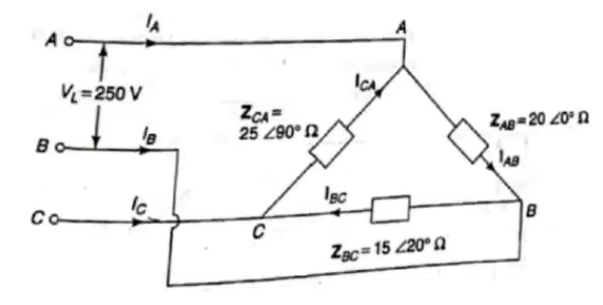 I_A
A
A
V_L = 250 V
I_CA
Z_CA =
25 ∠90° Ω
Z_AB = 20 ∠0° Ω
I_B
B
I_AB
I_BC
I_C
C
C
B
Z_BC = 15 ∠20° Ω